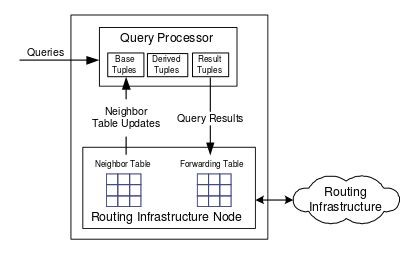 Queries
Query Processor
Base
Tuples
Derived
Tuples
Result
Tuples
Neighbor
Table Updates
Query Results
Neighbor Table
Forwarding Table
Routing Infrastructure Node
Routing
Infrastructure